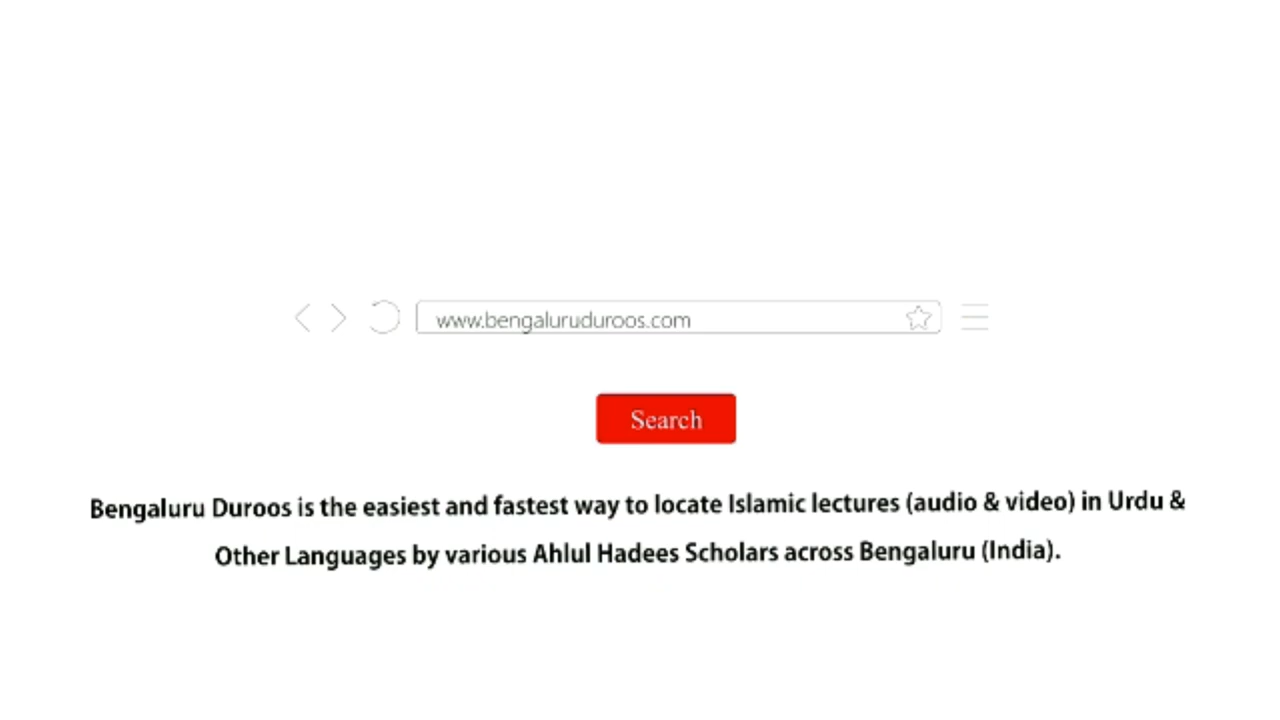 www.bengaluruduroos.com
Search
Bengaluru Duroos is the easiest and fastest way to locate Islamic lectures (audio & video) in Urdu &
Other Languages by various Ahlul Hadees Scholars across Bengaluru (India).